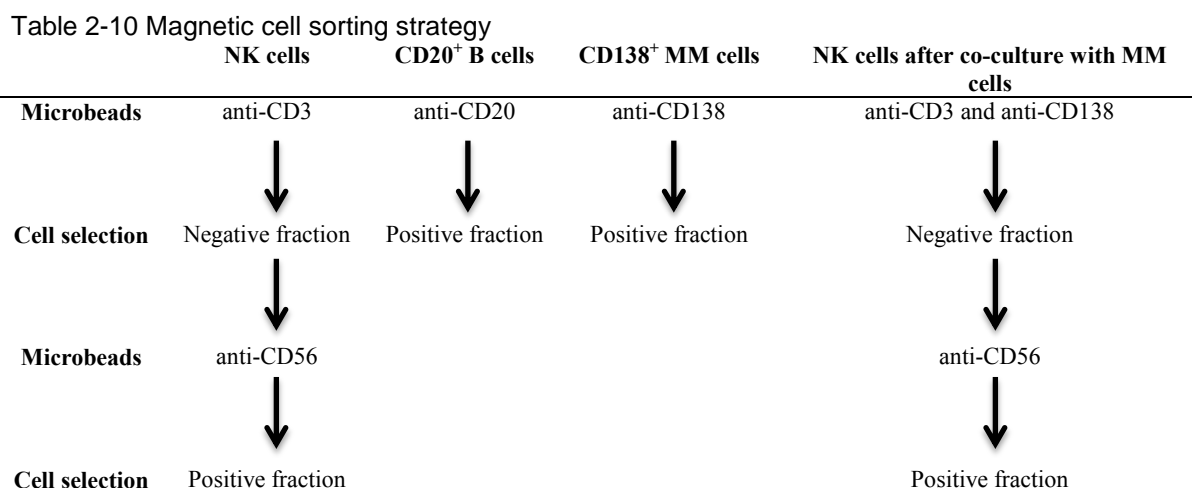 Table 2-10 Magnetic cell sorting strategy
NK cells CD20⁺ B cells CD138⁺ MM cells NK cells after co-culture with MM
cells
Microbeads anti-CD3 anti-CD20 anti-CD138 anti-CD3 and anti-CD138
Cell selection Negative fraction Positive fraction Positive fraction Negative fraction
Microbeads anti-CD56 anti-CD56
Cell selection Positive fraction Positive fraction